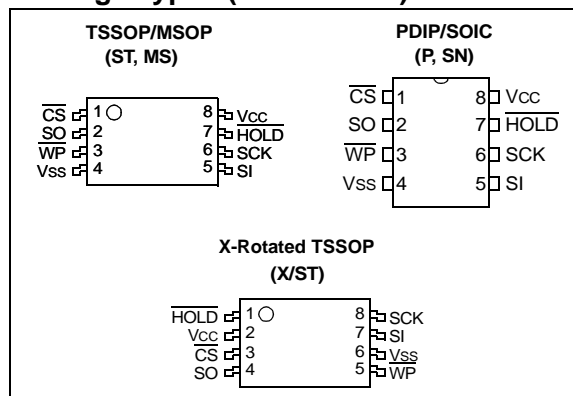 TSSOP/MSOP
(ST, MS)
CS 1 8 VCC
SO 2 7 HOLD
WP 3 6 SCK
VSS 4 5 SI
PDIP/SOIC
(P, SN)
CS 1 8 VCC
SO 2 7 HOLD
WP 3 6 SCK
VSS 4 5 SI
X-Rotated TSSOP
(X/ST)
HOLD 1 8 SCK
VCC 2 7 SI
CS 3 6 VSS
SO 4 5 WP